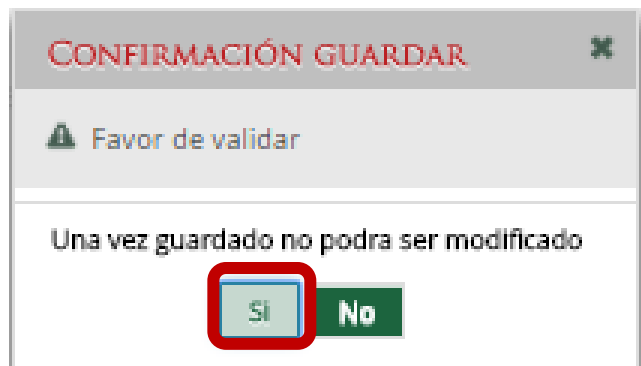 CONFIRMACIÓN GUARDAR
Favor de validar
Una vez guardado no podra ser modificado
Si No